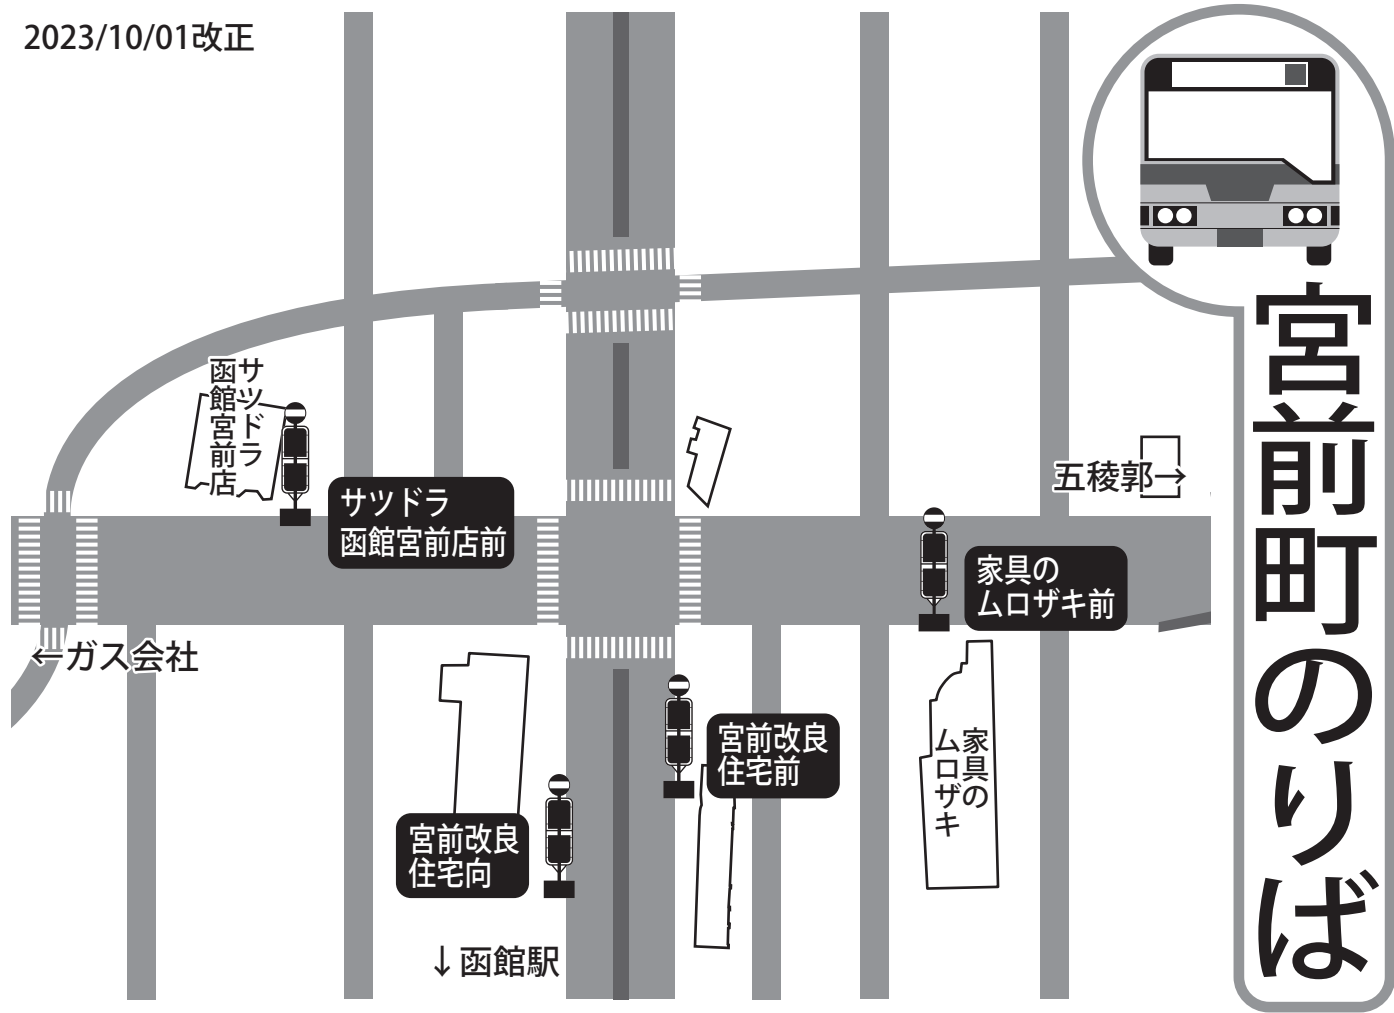 2023/10/01改正
宮前町のりば
サツドラ
函館宮前店
サツドラ
函館宮前店前
五稜郭→
家具の
ムロザキ前
←ガス会社
宮前改良
住宅前
家具の
ムロザキ
宮前改良
住宅向
↓函館駅